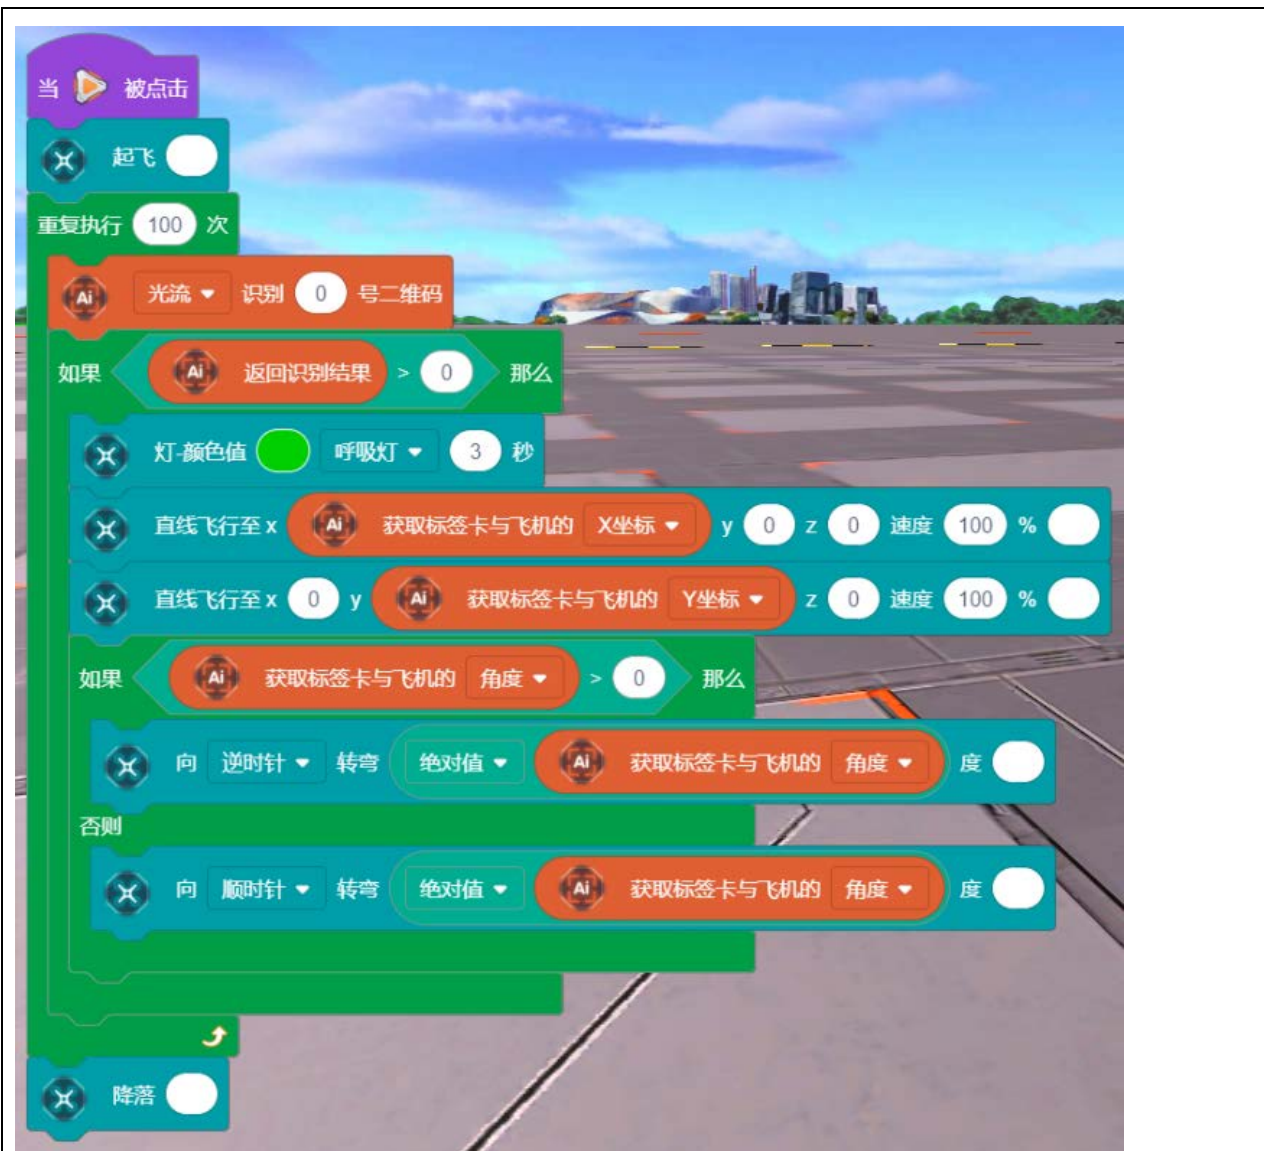 当 被点击
起飞
重复执行 100 次
Ai 光流 识别 0 号二维码
如果 Ai 返回识别结果 > 0 那么
灯-颜色值 呼吸灯 3 秒
直线飞行至 x Ai 获取标签卡与飞机的 X坐标 y 0 z 0 速度 100 %
直线飞行至 x 0 y Ai 获取标签卡与飞机的 Y坐标 z 0 速度 100 %
如果 Ai 获取标签卡与飞机的 角度 > 0 那么
向 逆时针 转弯 绝对值 Ai 获取标签卡与飞机的 角度 度
否则
向 顺时针 转弯 绝对值 Ai 获取标签卡与飞机的 角度 度
降落